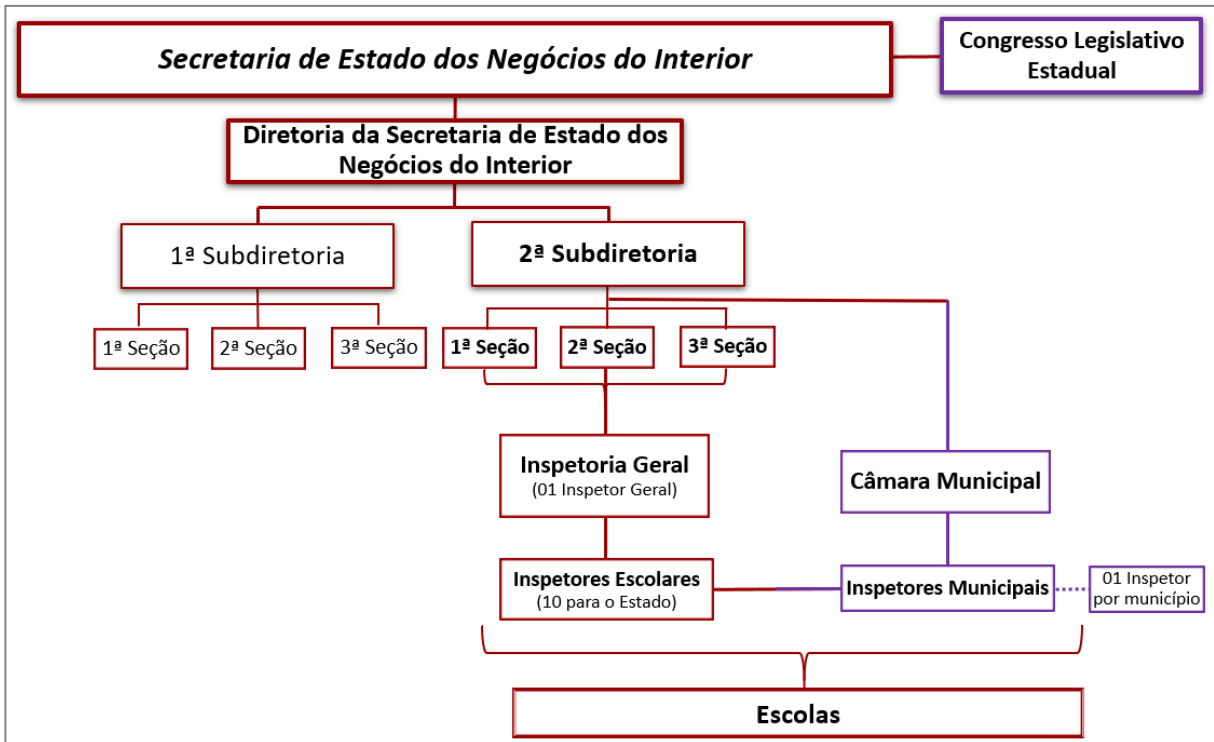 Secretaria de Estado dos Negócios do Interior
Congresso Legislativo
Estadual
Diretoria da Secretaria de Estado dos
Negócios do Interior
1ª Subdiretoria
2ª Subdiretoria
1ª Seção
2ª Seção
3ª Seção
1ª Seção
2ª Seção
3ª Seção
Inspetoria Geral
(01 Inspetor Geral)
Câmara Municipal
Inspetores Escolares
(10 para o Estado)
Inspetores Municipais
01 Inspetor
por município
Escolas